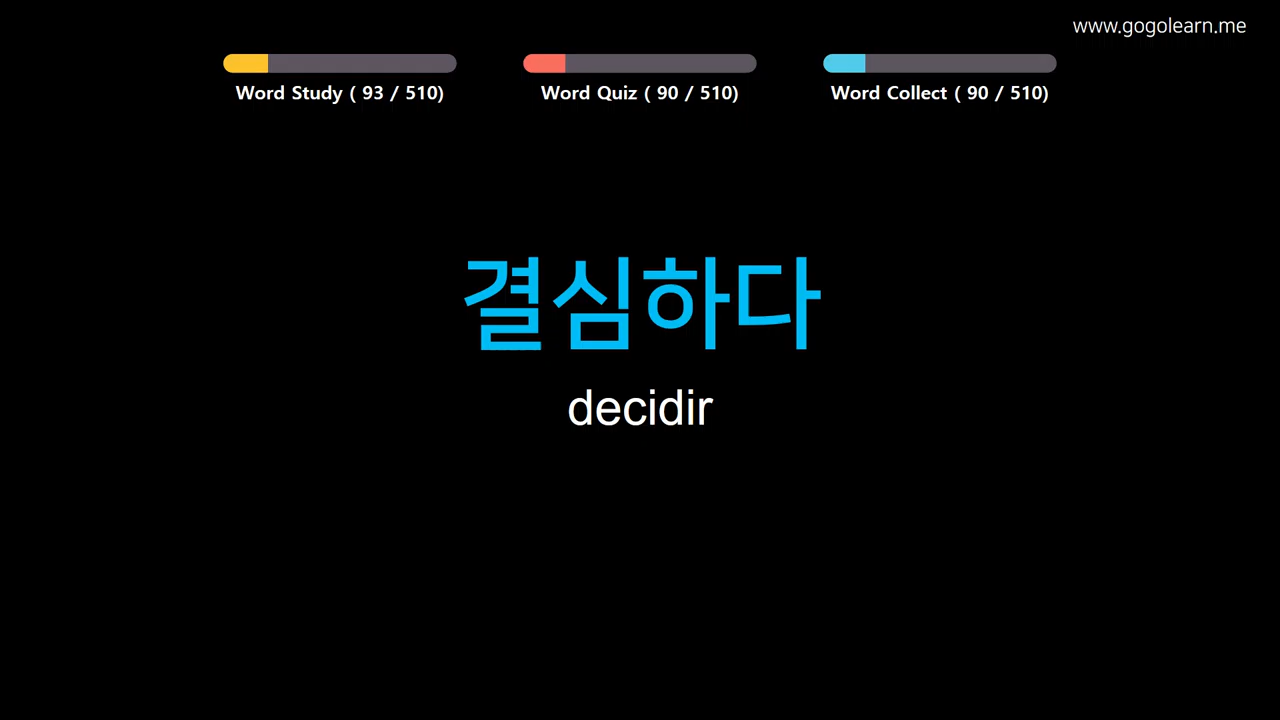 www.gogolearn.me
Word Study ( 93 / 510)
Word Quiz ( 90 / 510)
Word Collect ( 90 / 510)
결심하다
decidir